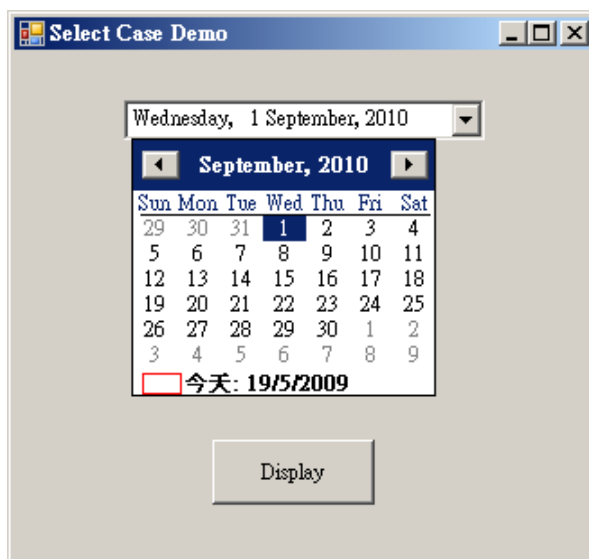 Select Case Demo
Wednesday, 1 September, 2010
September, 2010
Sun Mon Tue Wed Thu Fri Sat
29 30 31 1 2 3 4
5 6 7 8 9 10 11
12 13 14 15 16 17 18
19 20 21 22 23 24 25
26 27 28 29 30 1 2
3 4 5 6 7 8 9
今天: 19/5/2009
Display